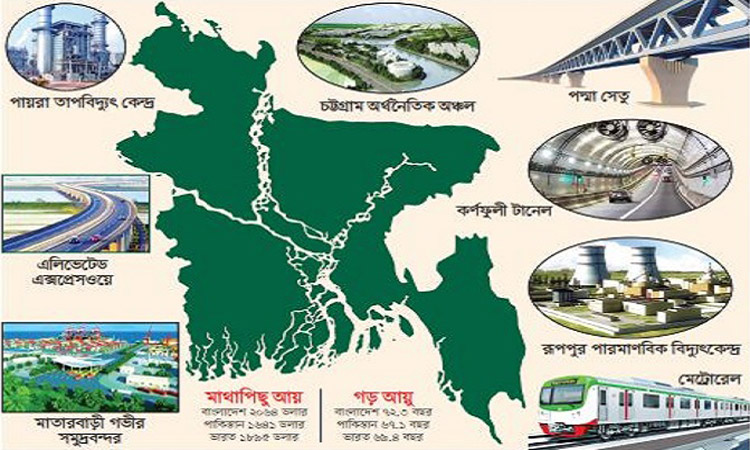 পায়রা তাপবিদ্যুৎ কেন্দ্র
চট্টগ্রাম অর্থনৈতিক অঞ্চল
পদ্মা সেতু
কর্ণফুলী টানেল
এলিভেটেড
এক্সপ্রেসওয়ে
রূপপুর পারমাণবিক বিদ্যুৎকেন্দ্র
মেট্রোরেল
মাতারবাড়ী গভীর
সমুদ্রবন্দর
মাথাপিছু আয়
বাংলাদেশ ২০৬৪ ডলার
পাকিস্তান ১৬৪১ ডলার
ভারত ১৮৯৫ ডলার
গড় আয়ু
বাংলাদেশ ৭২.৩ বছর
পাকিস্তান ৬৭.১ বছর
ভারত ৬৯.৪ বছর